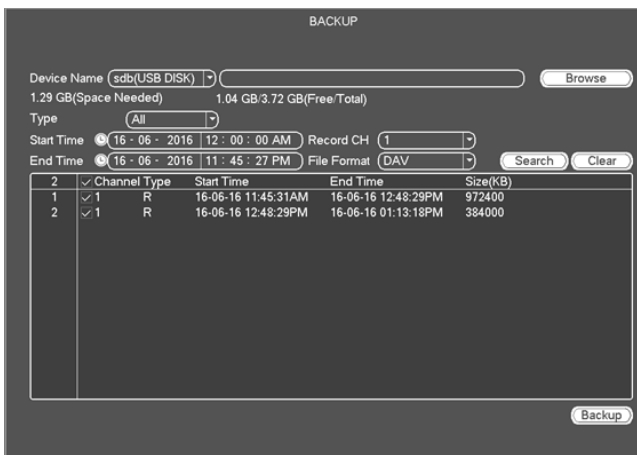 BACKUP
Device Name sdb(USB DISK) Browse
1.29 GB(Space Needed) 1.04 GB/3.72 GB(Free/Total)
Type All
Start Time 16 - 06 - 2016 12 : 00 : 00 AM Record CH 1
End Time 16 - 06 - 2016 11 : 45 : 27 PM File Format DAV Search Clear
2 Channel Type Start Time End Time Size(KB)
1 1 R 16-06-16 11:45:31AM 16-06-16 12:48:29PM 972400
2 1 R 16-06-16 12:48:29PM 16-06-16 01:13:18PM 384000
Backup